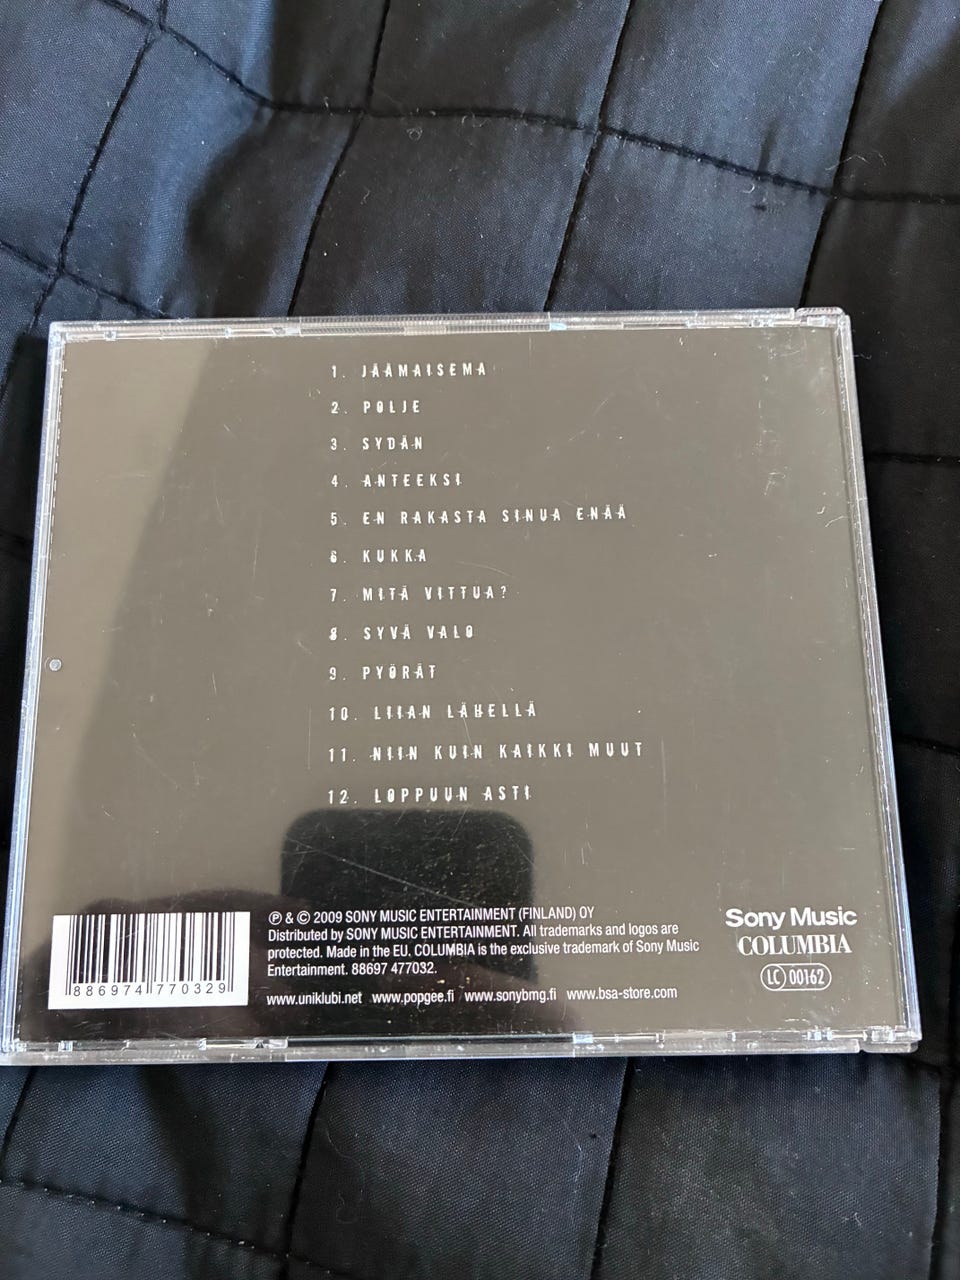 1. JÄÄMAISEMA
2. POLJE
3. SYDÄN
4. ANTEEKSI
5. EN RAKASTA SINUA ENÄÄ
6. KUKKA
7. MITÄ VITTUA?
8. SYVÄ VALO
9. PYÖRÄT
10. LIIAN LÄHELLÄ
11. NIIN KUIN KAIKKI MUUT
12. LOPPUUN ASTI
℗ & © 2009 SONY MUSIC ENTERTAINMENT (FINLAND) OY
Distributed by SONY MUSIC ENTERTAINMENT. All trademarks and logos are
protected. Made in the EU. COLUMBIA is the exclusive trademark of Sony Music
Entertainment. 88697 477032.
www.uniklubi.net www.popgee.fi www.sonybmg.fi www.bsa-store.com
8 86974 77032 9
Sony Music
COLUMBIA
LC 00162